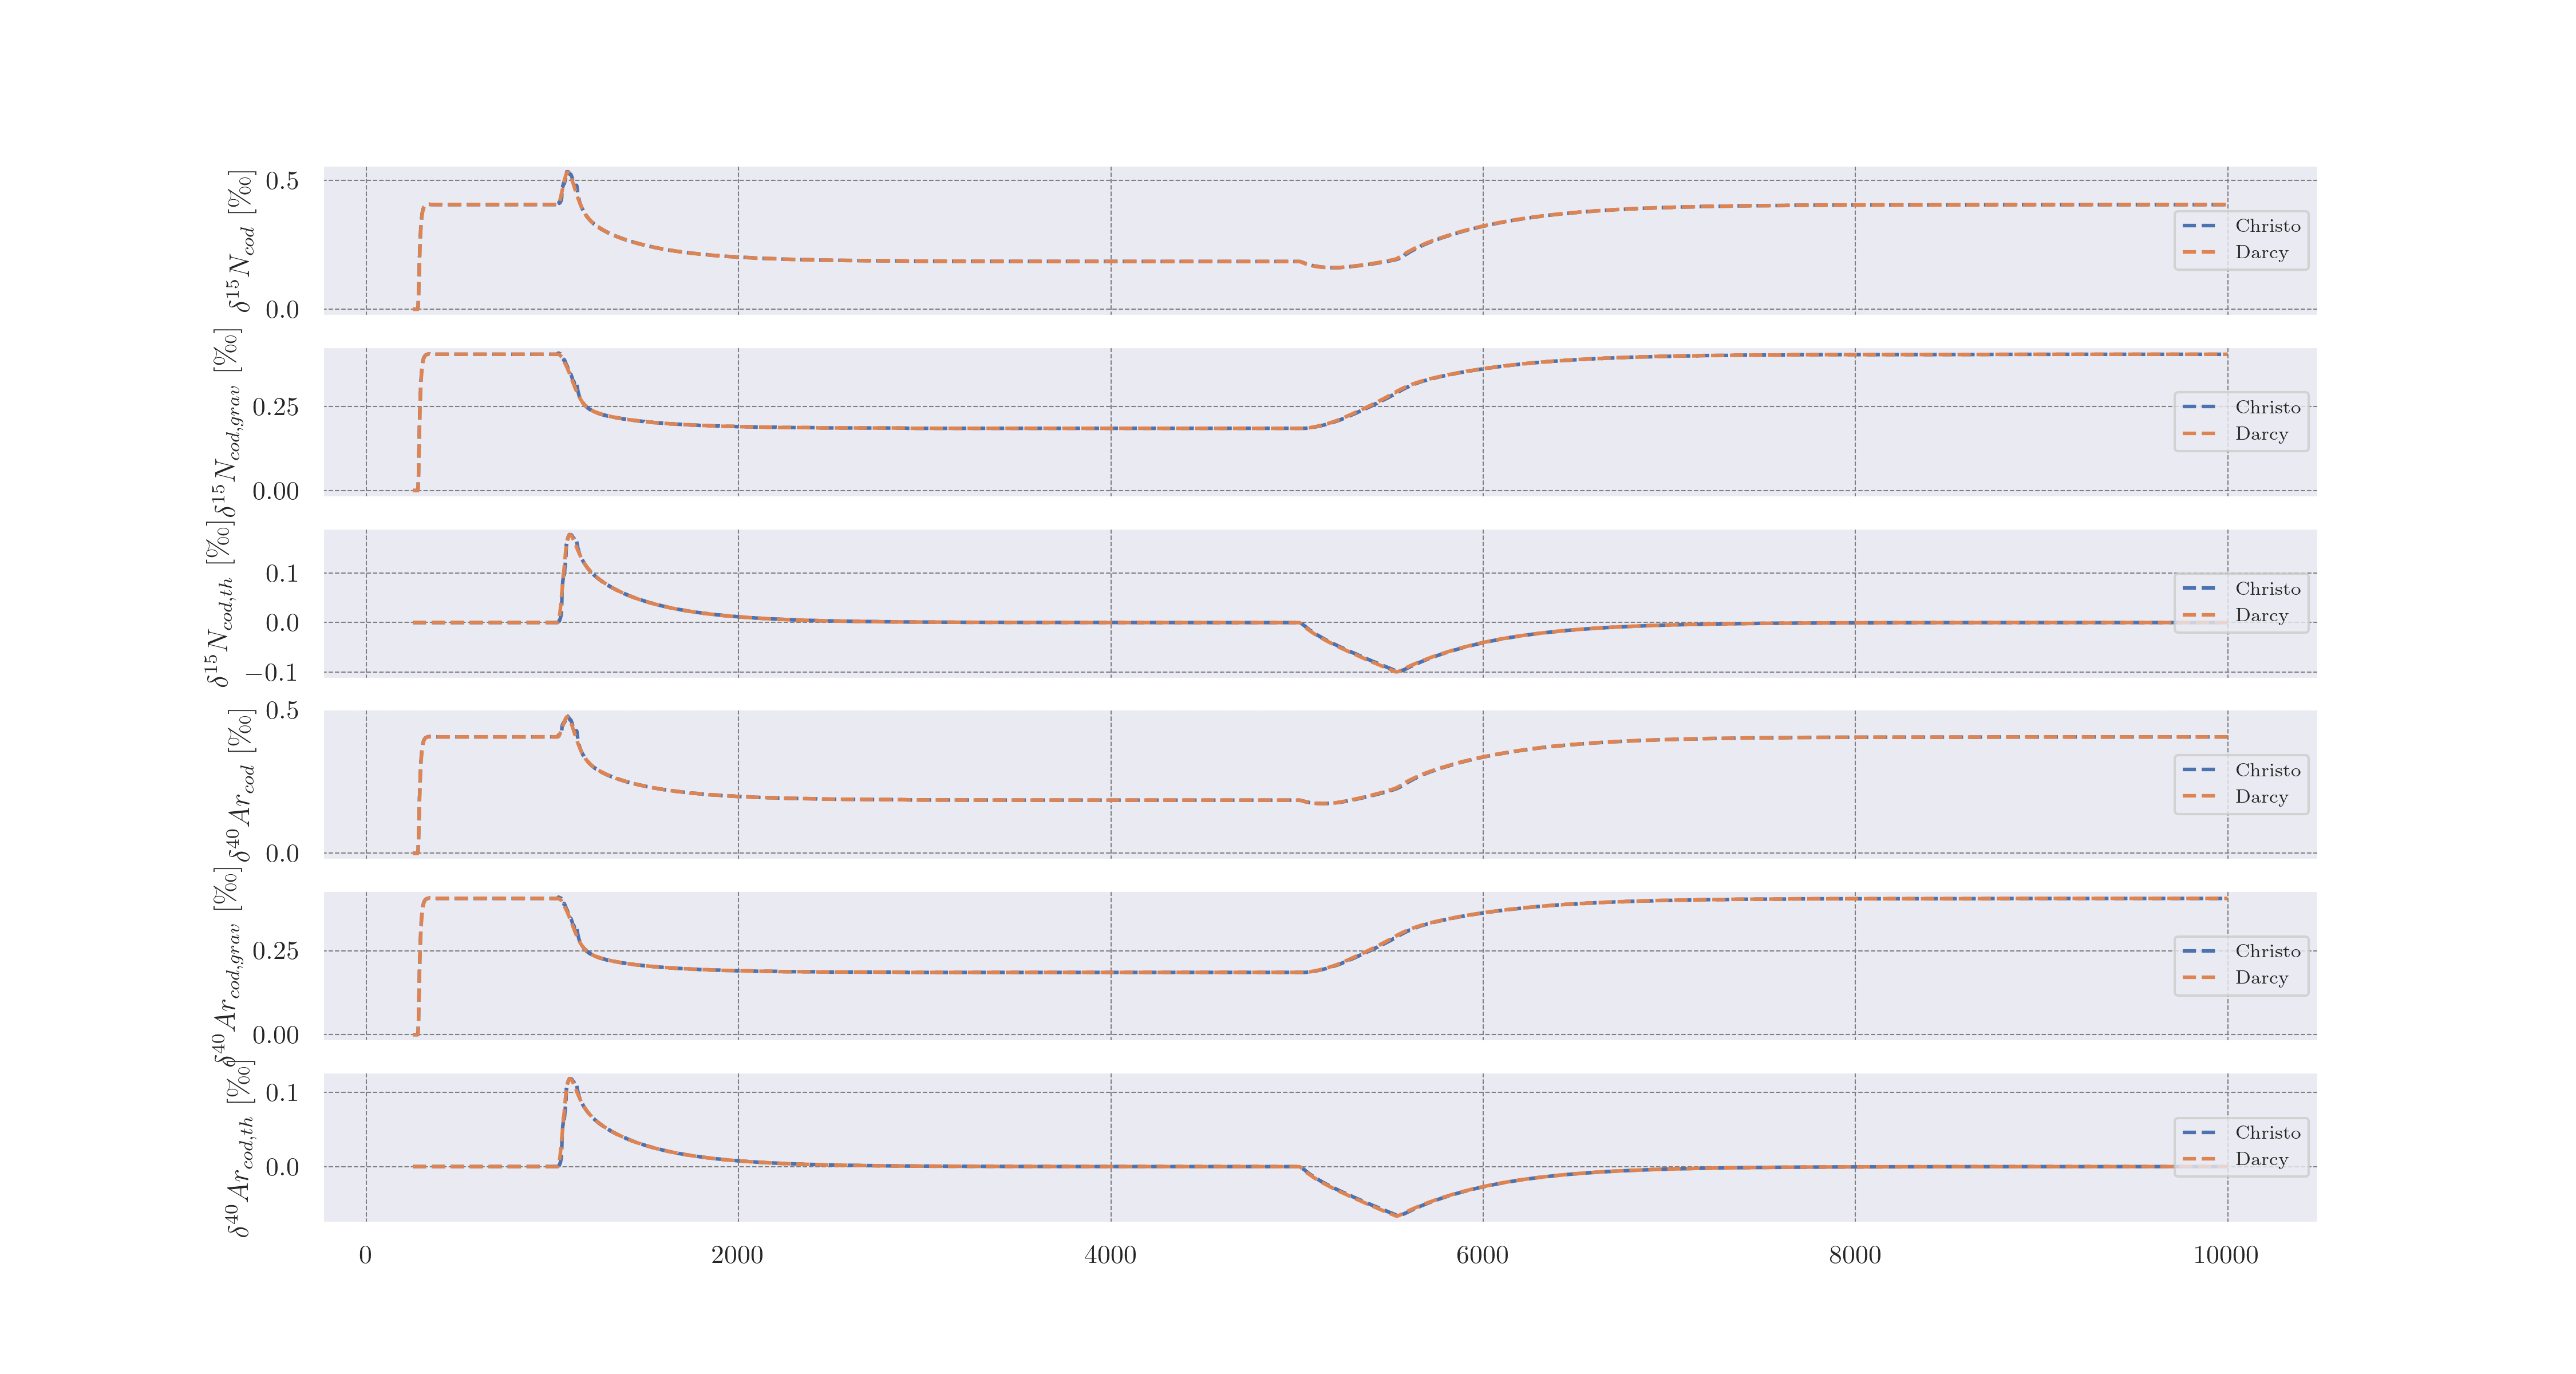 δ¹⁵N_cod [‰]
0.5
0.0
Christo
Darcy
δ¹⁵N_cod,grav [‰]
0.25
0.00
Christo
Darcy
δ¹⁵N_cod,th [‰]
0.1
0.0
−0.1
Christo
Darcy
δ⁴⁰Ar_cod [‰]
0.5
0.0
Christo
Darcy
δ⁴⁰Ar_cod,grav [‰]
0.25
0.00
Christo
Darcy
δ⁴⁰Ar_cod,th [‰]
0.1
0.0
Christo
Darcy
0 2000 4000 6000 8000 10000